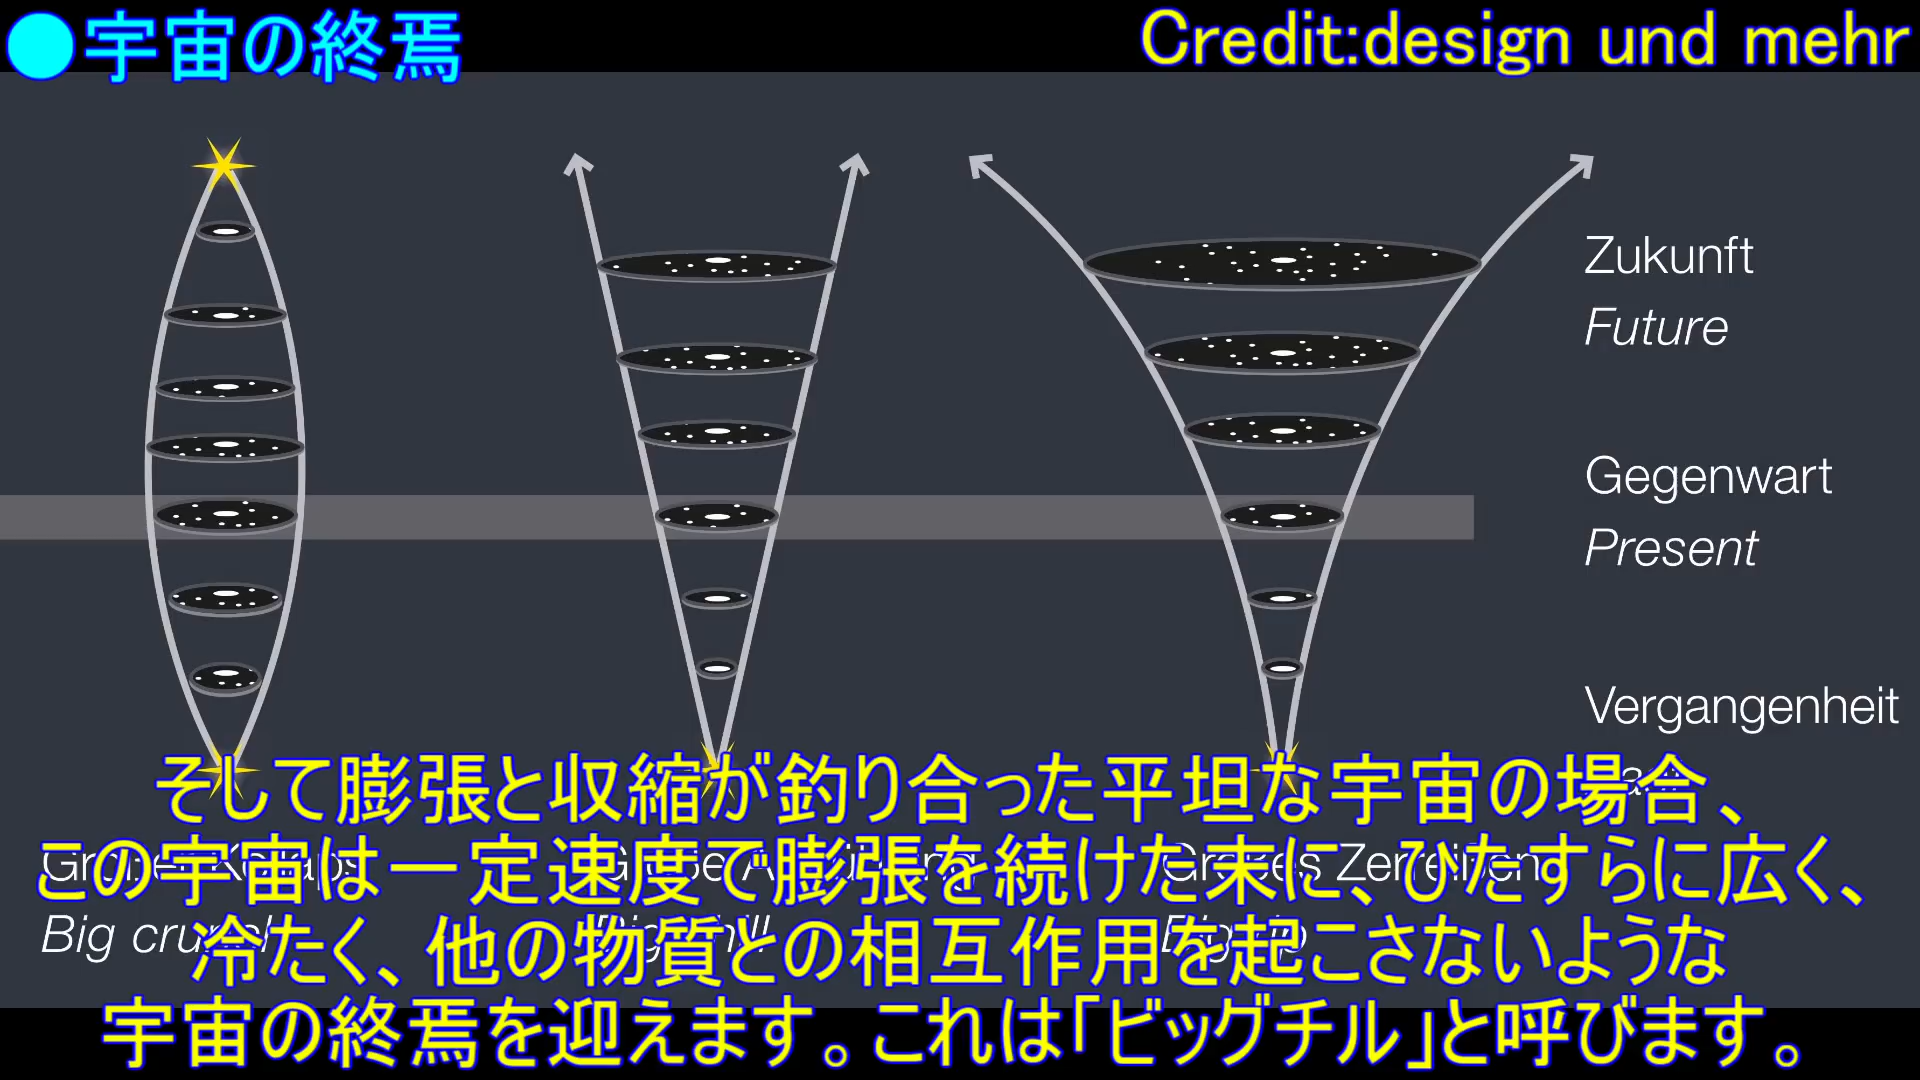 ●宇宙の終焉
Credit:design und mehr
Zukunft
Future
Gegenwart
Present
Vergangenheit
そして膨張と収縮が釣り合った平坦な宇宙の場合、
この宇宙は一定速度で膨張を続けた末に、ひたすらに広く、
冷たく、他の物質との相互作用を起こさないような
宇宙の終焉を迎えます。これは「ビッグチル」と呼びます。
Großes Zerreißen
Big